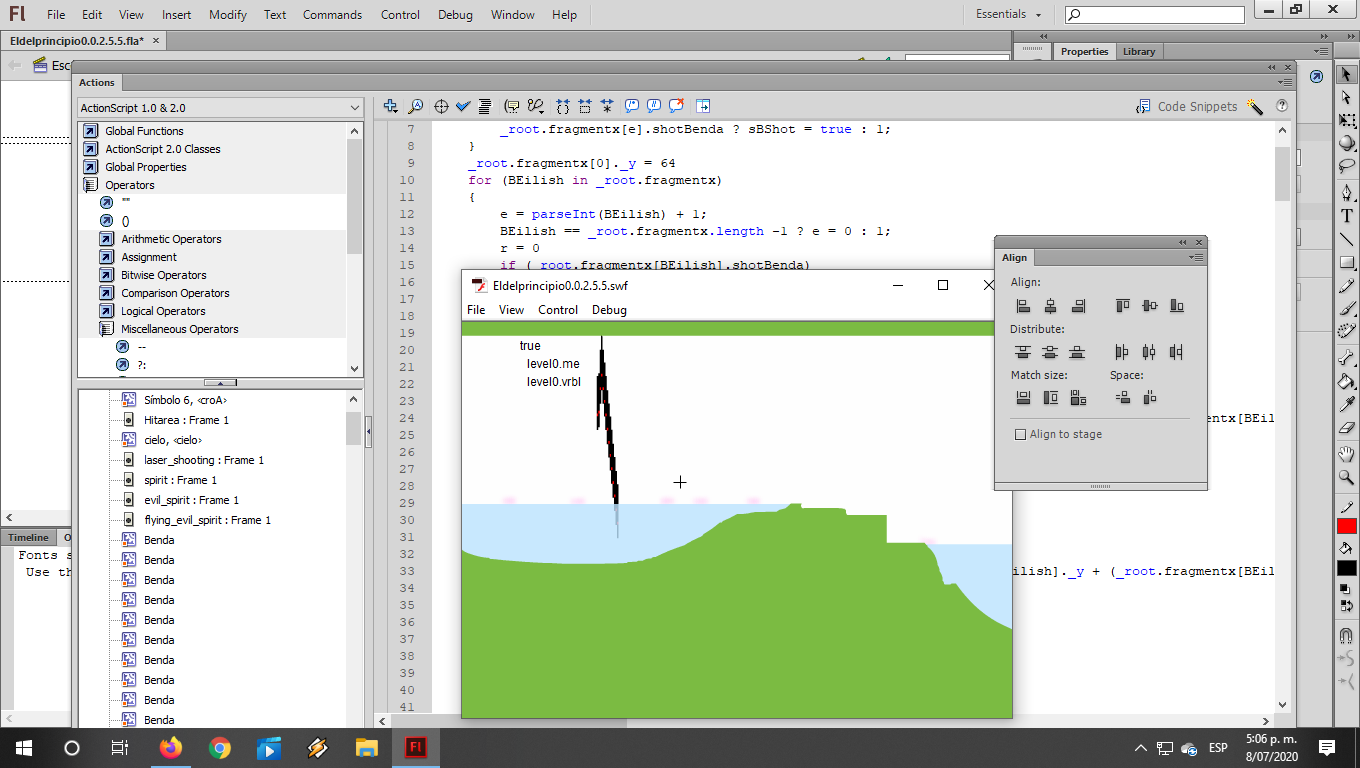 Fl File Edit View Insert Modify Text Commands Control Debug Window Help Essentials
Eldelprincipio0.0.2.5.5.fla* ×
Properties Library
Esc
Actions
ActionScript 1.0 & 2.0
Code Snippets
Global Functions
ActionScript 2.0 Classes
Global Properties
Operators
""
()
Arithmetic Operators
Assignment
Bitwise Operators
Comparison Operators
Logical Operators
Miscellaneous Operators
--
?:
Símbolo 6, <croA>
Hitarea : Frame 1
cielo, <cielo>
laser_shooting : Frame 1
spirit : Frame 1
evil_spirit : Frame 1
flying_evil_spirit : Frame 1
Benda
Benda
Benda
Benda
Benda
Benda
Benda
Benda
Benda
Benda
Timeline O
Fonts s
Use th
7 _root.fragmentx[e].shotBenda ? sBShot = true : 1;
8 }
9 _root.fragmentx[0]._y = 64
10 for (BEilish in _root.fragmentx)
11 {
12 e = parseInt(BEilish) + 1;
13 BEilish == _root.fragmentx.length -1 ? e = 0 : 1;
14 r = 0
15 if (_root.fragmentx[BEilish].shotBenda)
16
17
18
19
20
21
22
23
24 rgmentx[BEil
25
26
27
28
29
30
31
32
33 ilish]._y + (_root.fragmentx[BEil
34
35
36
37
38
39
40
41
Eldelprincipio0.0.2.5.5.swf
File View Control Debug
true
level0.me
level0.vrbl
Align
Align:
Distribute:
Match size: Space:
Align to stage
ESP
5:06 p. m.
8/07/2020